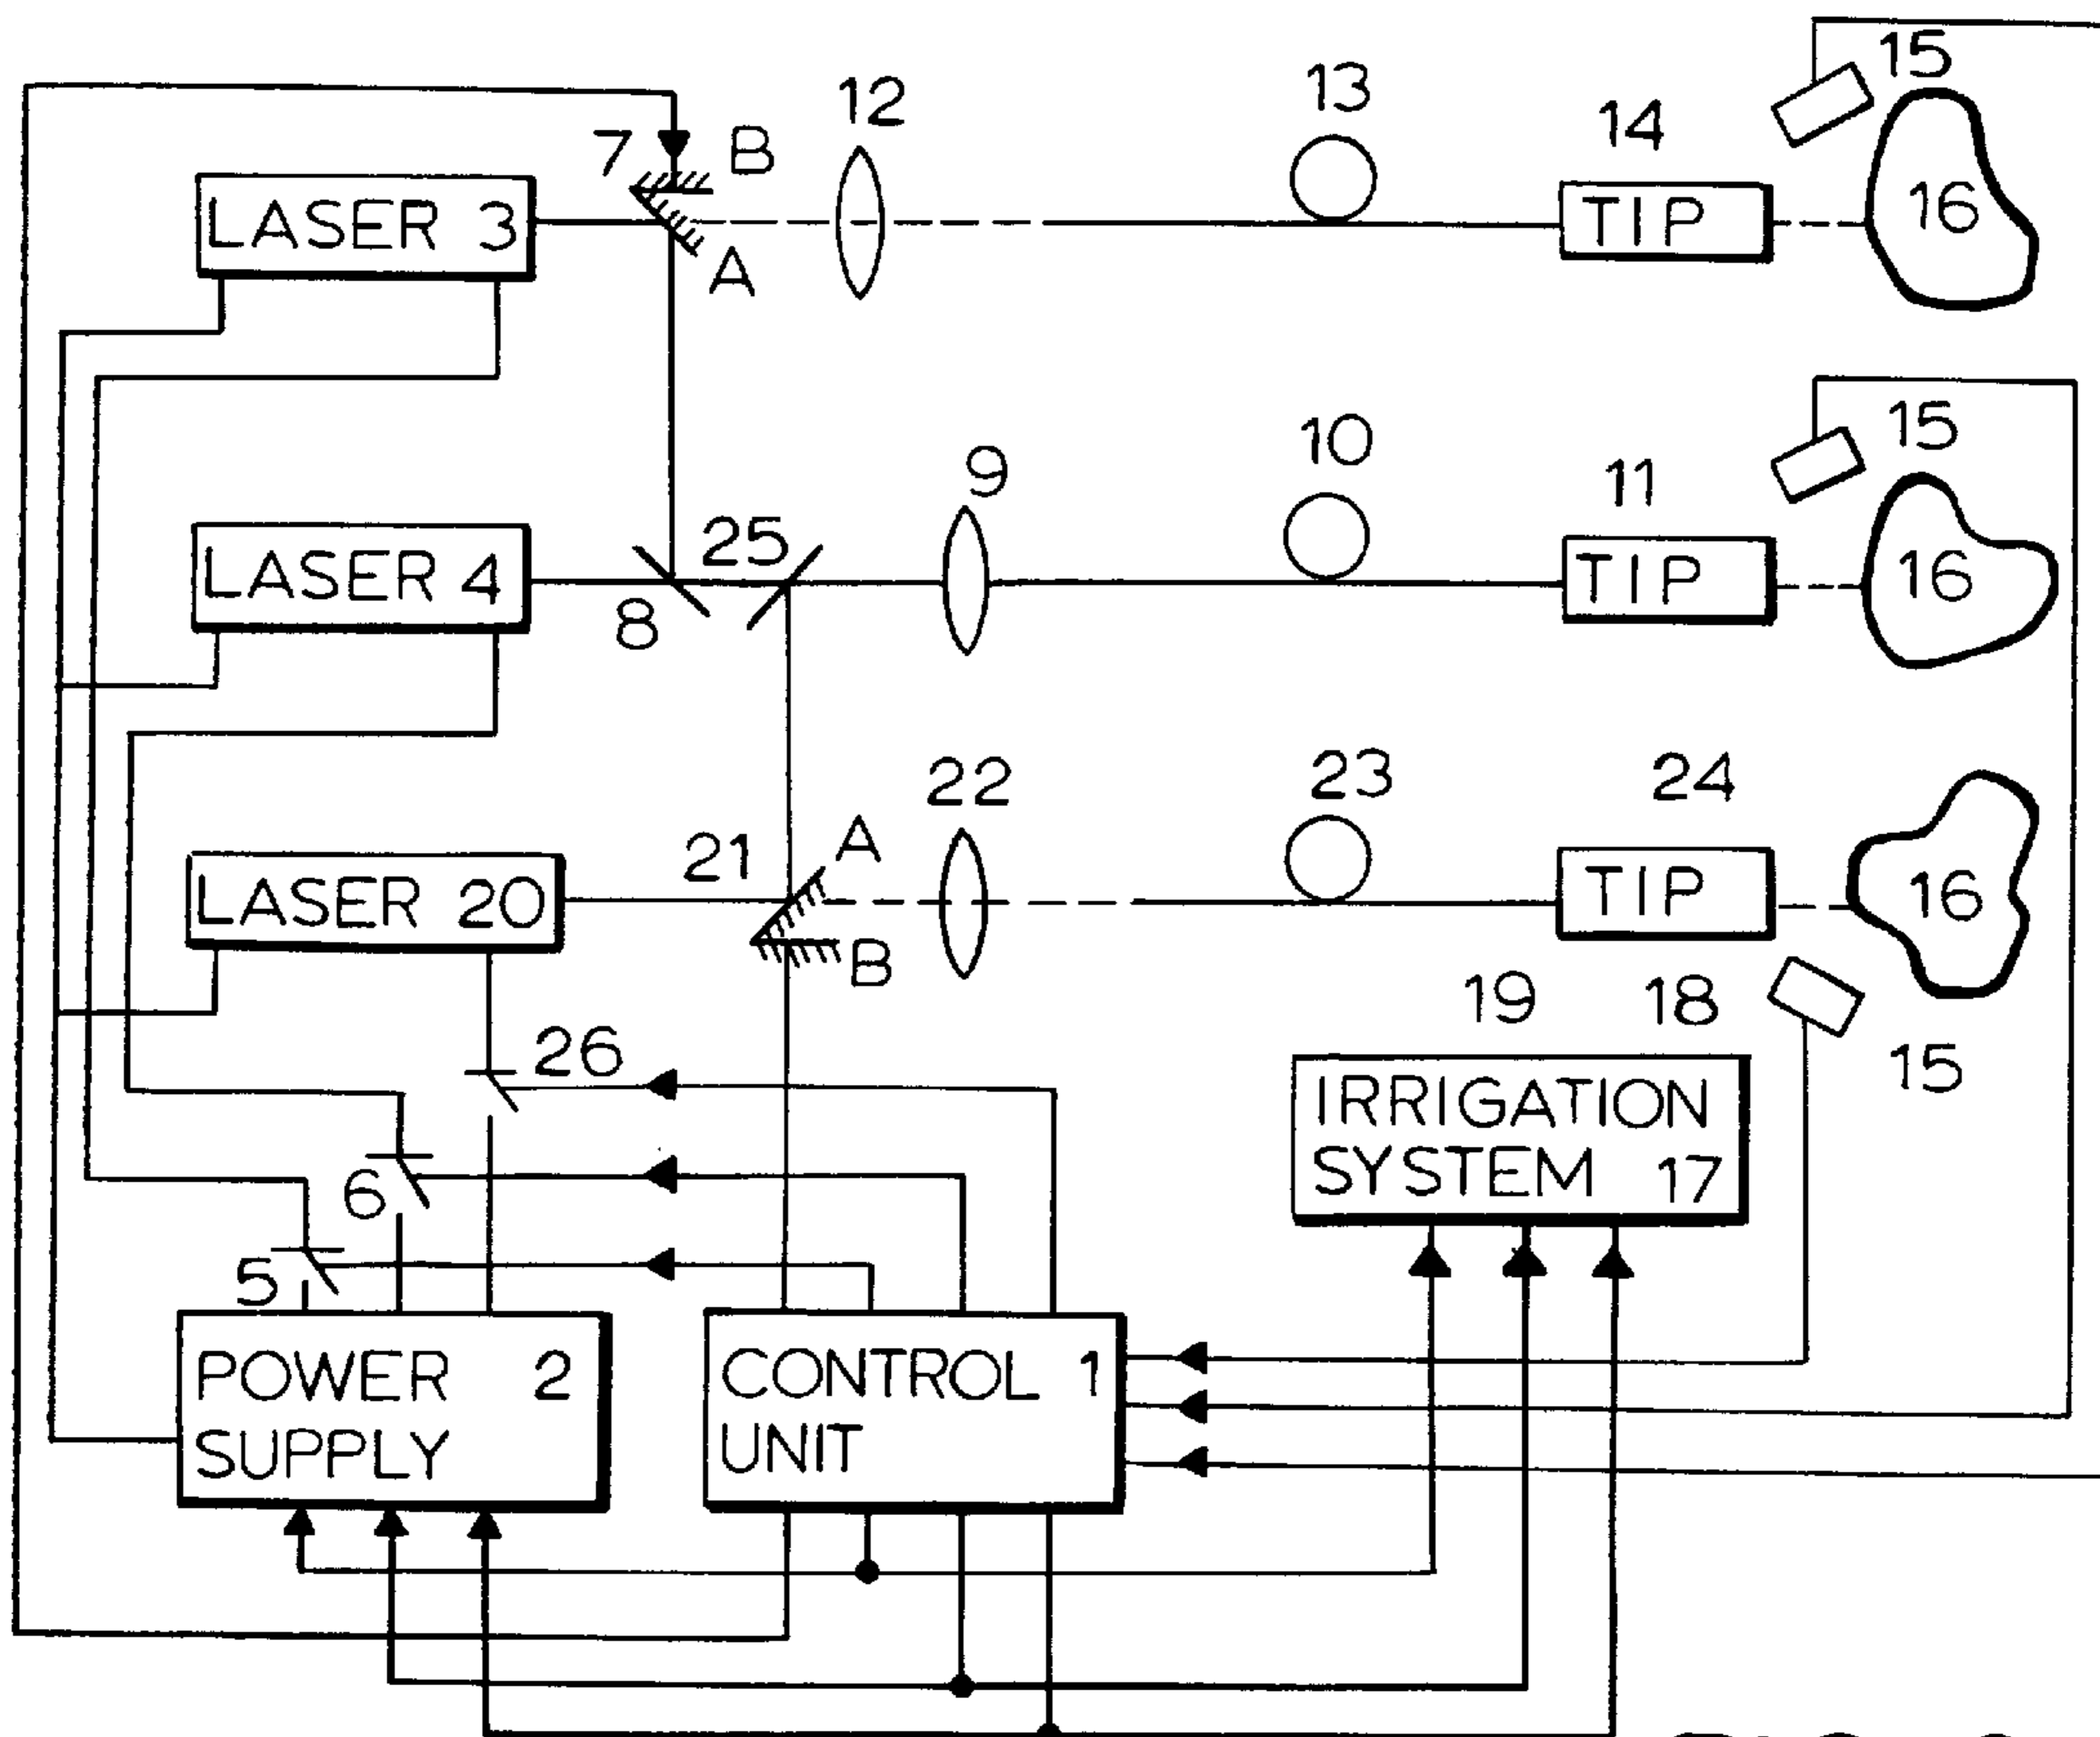 15
13
12
14
7
B
LASER 3
TIP
16
A
15
10
9
11
25
LASER 4
TIP
16
8
23
24
22
A
21
LASER 20
TIP
16
B
19
18
26
15
IRRIGATION
SYSTEM 17
6
5
POWER 2
SUPPLY
CONTROL 1
UNIT